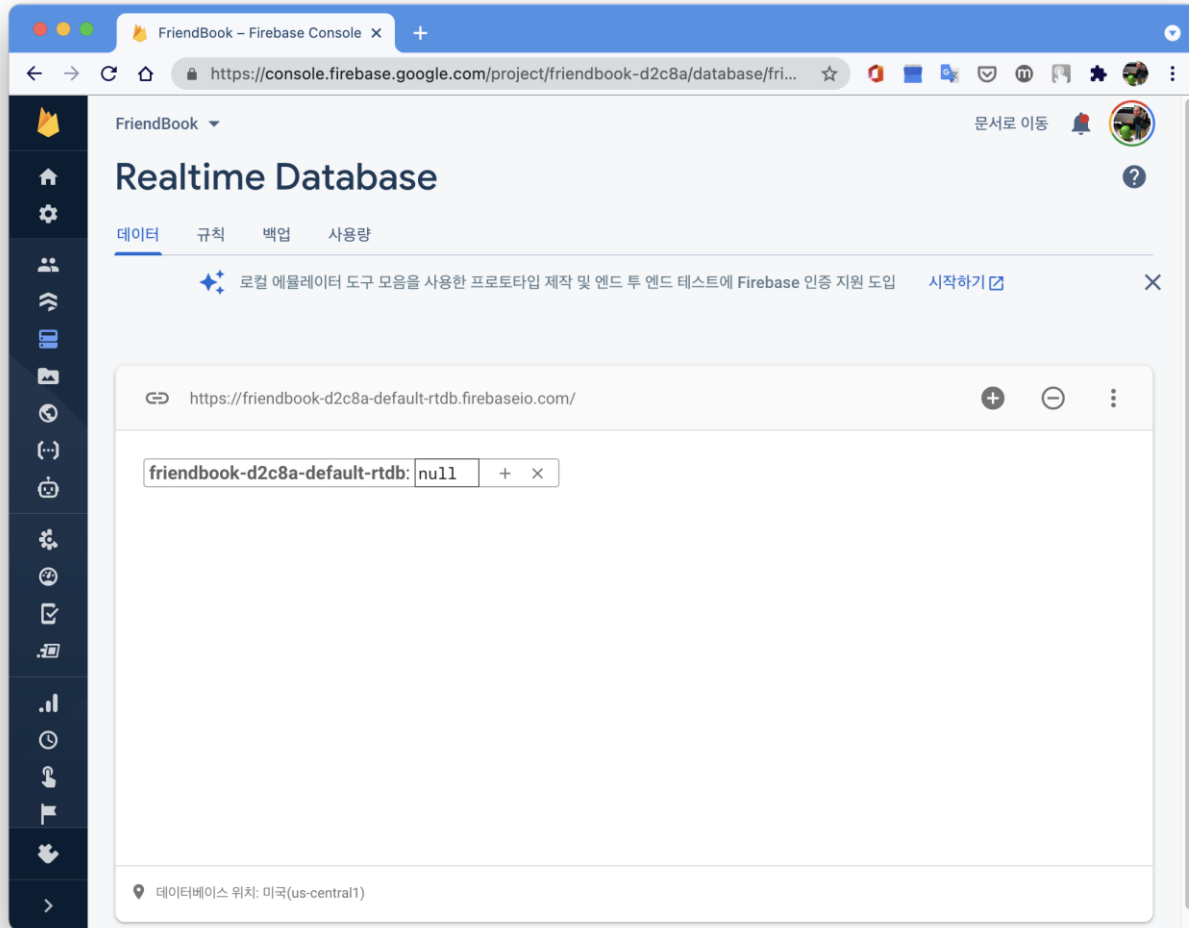 FriendBook – Firebase Console
https://console.firebase.google.com/project/friendbook-d2c8a/database/fri...
FriendBook
문서로 이동
Realtime Database
데이터 규칙 백업 사용량
로컬 에뮬레이터 도구 모음을 사용한 프로토타입 제작 및 엔드 투 엔드 테스트에 Firebase 인증 지원 도입 시작하기
https://friendbook-d2c8a-default-rtdb.firebaseio.com/
friendbook-d2c8a-default-rtdb: null
데이터베이스 위치: 미국(us-central1)